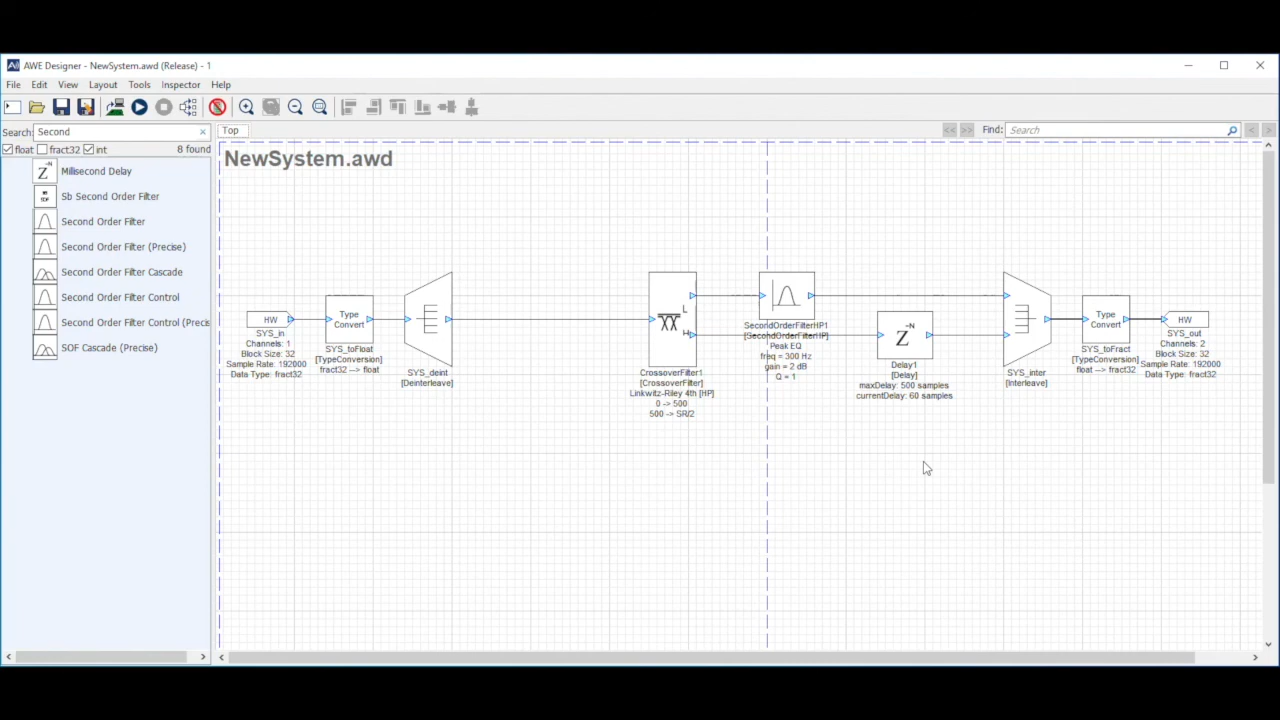 AWE Designer - NewSystem.awd (Release) - 1
File Edit View Layout Tools Inspector Help
Search: Second
float fract32 int 8 found
Millisecond Delay
Sb Second Order Filter
Second Order Filter
Second Order Filter (Precise)
Second Order Filter Cascade
Second Order Filter Control
Second Order Filter Control (Precis
SOF Cascade (Precise)
Top
Find: Search
NewSystem.awd
HW
SYS_in
Channels: 1
Block Size: 32
Sample Rate: 192000
Data Type: fract32
Type
Convert
SYS_toFloat
[TypeConversion]
fract32 --> float
SYS_deint
[Deinterleave]
L
H
CrossoverFilter1
[CrossoverFilter]
Linkwitz-Riley 4th [HP]
0 -> 500
500 -> SR/2
SecondOrderFilterHP1
[SecondOrderFilterHP]
Peak EQ
freq = 300 Hz
gain = 2 dB
Q = 1
Z-N
Delay1
[Delay]
maxDelay: 500 samples
currentDelay: 60 samples
SYS_inter
[Interleave]
Type
Convert
SYS_toFract
[TypeConversion]
float --> fract32
HW
SYS_out
Channels: 2
Block Size: 32
Sample Rate: 192000
Data Type: fract32